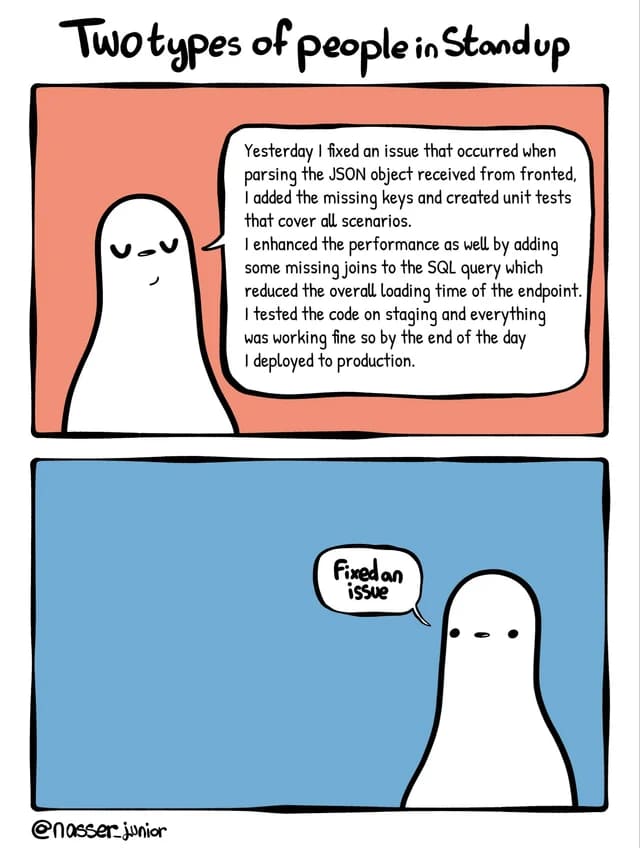 Two types of people in Standup
Yesterday I fixed an issue that occurred when
parsing the JSON object received from fronted,
I added the missing keys and created unit tests
that cover all scenarios.
I enhanced the performance as well by adding
some missing joins to the SQL query which
reduced the overall loading time of the endpoint.
I tested the code on staging and everything
was working fine so by the end of the day
I deployed to production.
Fixed an
issue
@nasser_junior